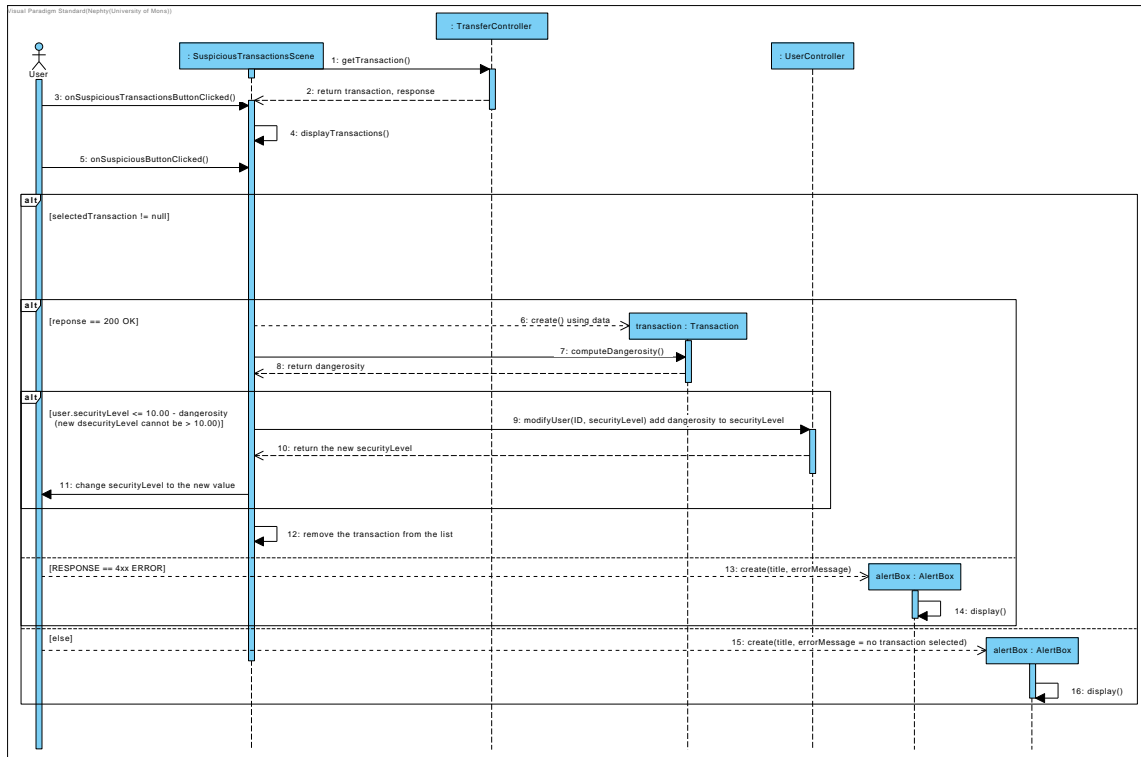 Visual Paradigm Standard(Nephty(University of Mons))
: TransferController
: SuspiciousTransactionsScene
: UserController
User
1: getTransaction()
2: return transaction, response
3: onSuspiciousTransactionsButtonClicked()
4: displayTransactions()
5: onSuspiciousButtonClicked()
alt
[selectedTransaction != null]
alt
[reponse == 200 OK]
6: create() using data
transaction : Transaction
7: computeDangerosity()
8: return dangerosity
alt
[user.securityLevel <= 10.00 - dangerosity
(new dsecurityLevel cannot be > 10.00)]
9: modifyUser(ID, securityLevel) add dangerosity to securityLevel
10: return the new securityLevel
11: change securityLevel to the new value
12: remove the transaction from the list
[RESPONSE == 4xx ERROR]
13: create(title, errorMessage)
alertBox : AlertBox
14: display()
[else]
15: create(title, errorMessage = no transaction selected)
alertBox : AlertBox
16: display()